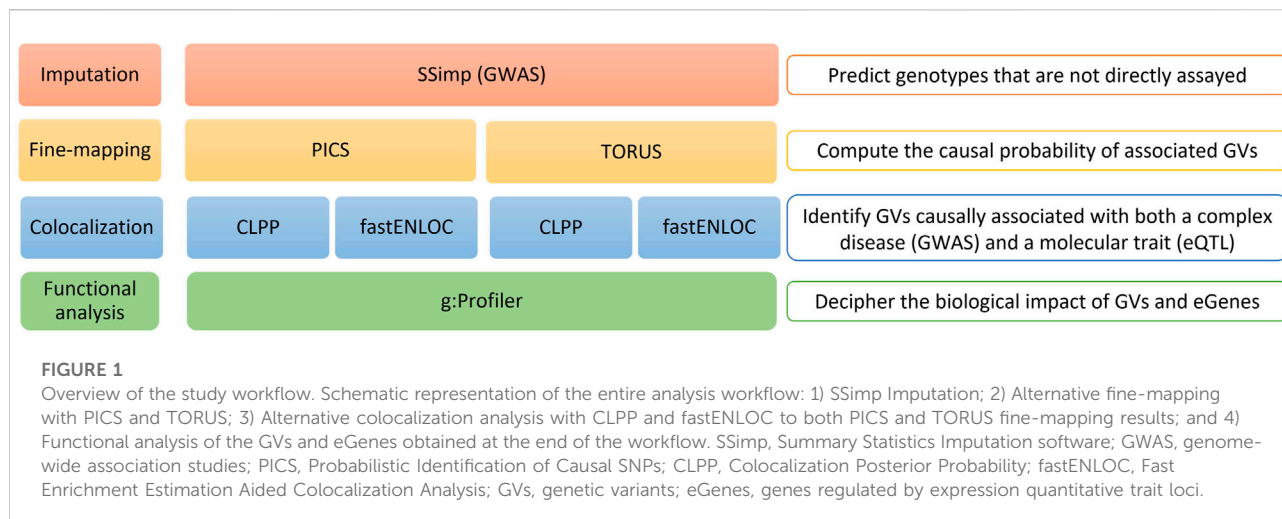 Imputation
SSimp (GWAS)
Predict genotypes that are not directly assayed
Fine-mapping
PICS
TORUS
Compute the causal probability of associated GVs
Colocalization
CLPP
fastENLOC
CLPP
fastENLOC
Identify GVs causally associated with both a complex
disease (GWAS) and a molecular trait (eQTL)
Functional
analysis
g:Profiler
Decipher the biological impact of GVs and eGenes
FIGURE 1
Overview of the study workflow. Schematic representation of the entire analysis workflow: 1) SSimp Imputation; 2) Alternative fine-mapping
with PICS and TORUS; 3) Alternative colocalization analysis with CLPP and fastENLOC to both PICS and TORUS fine-mapping results; and 4)
Functional analysis of the GVs and eGenes obtained at the end of the workflow. SSimp, Summary Statistics Imputation software; GWAS, genome-
wide association studies; PICS, Probabilistic Identification of Causal SNPs; CLPP, Colocalization Posterior Probability; fastENLOC, Fast
Enrichment Estimation Aided Colocalization Analysis; GVs, genetic variants; eGenes, genes regulated by expression quantitative trait loci.